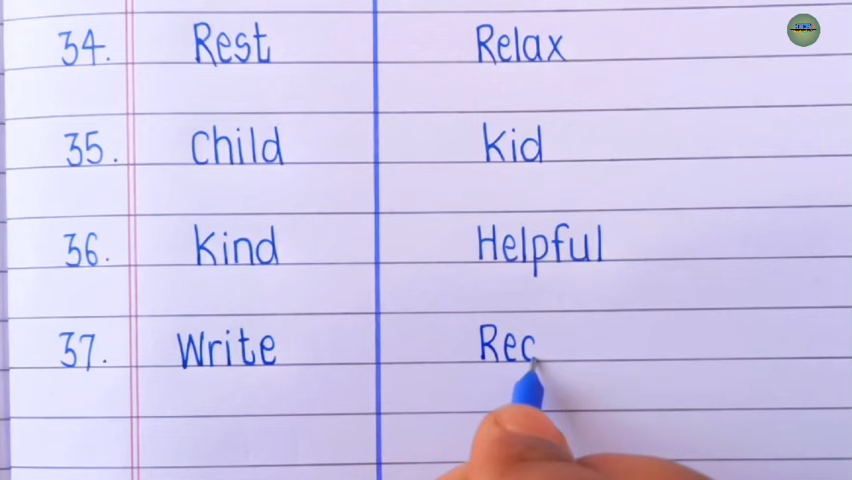 34. Rest Relax
35. Child Kid
36. Kind Helpful
37. Write Rec